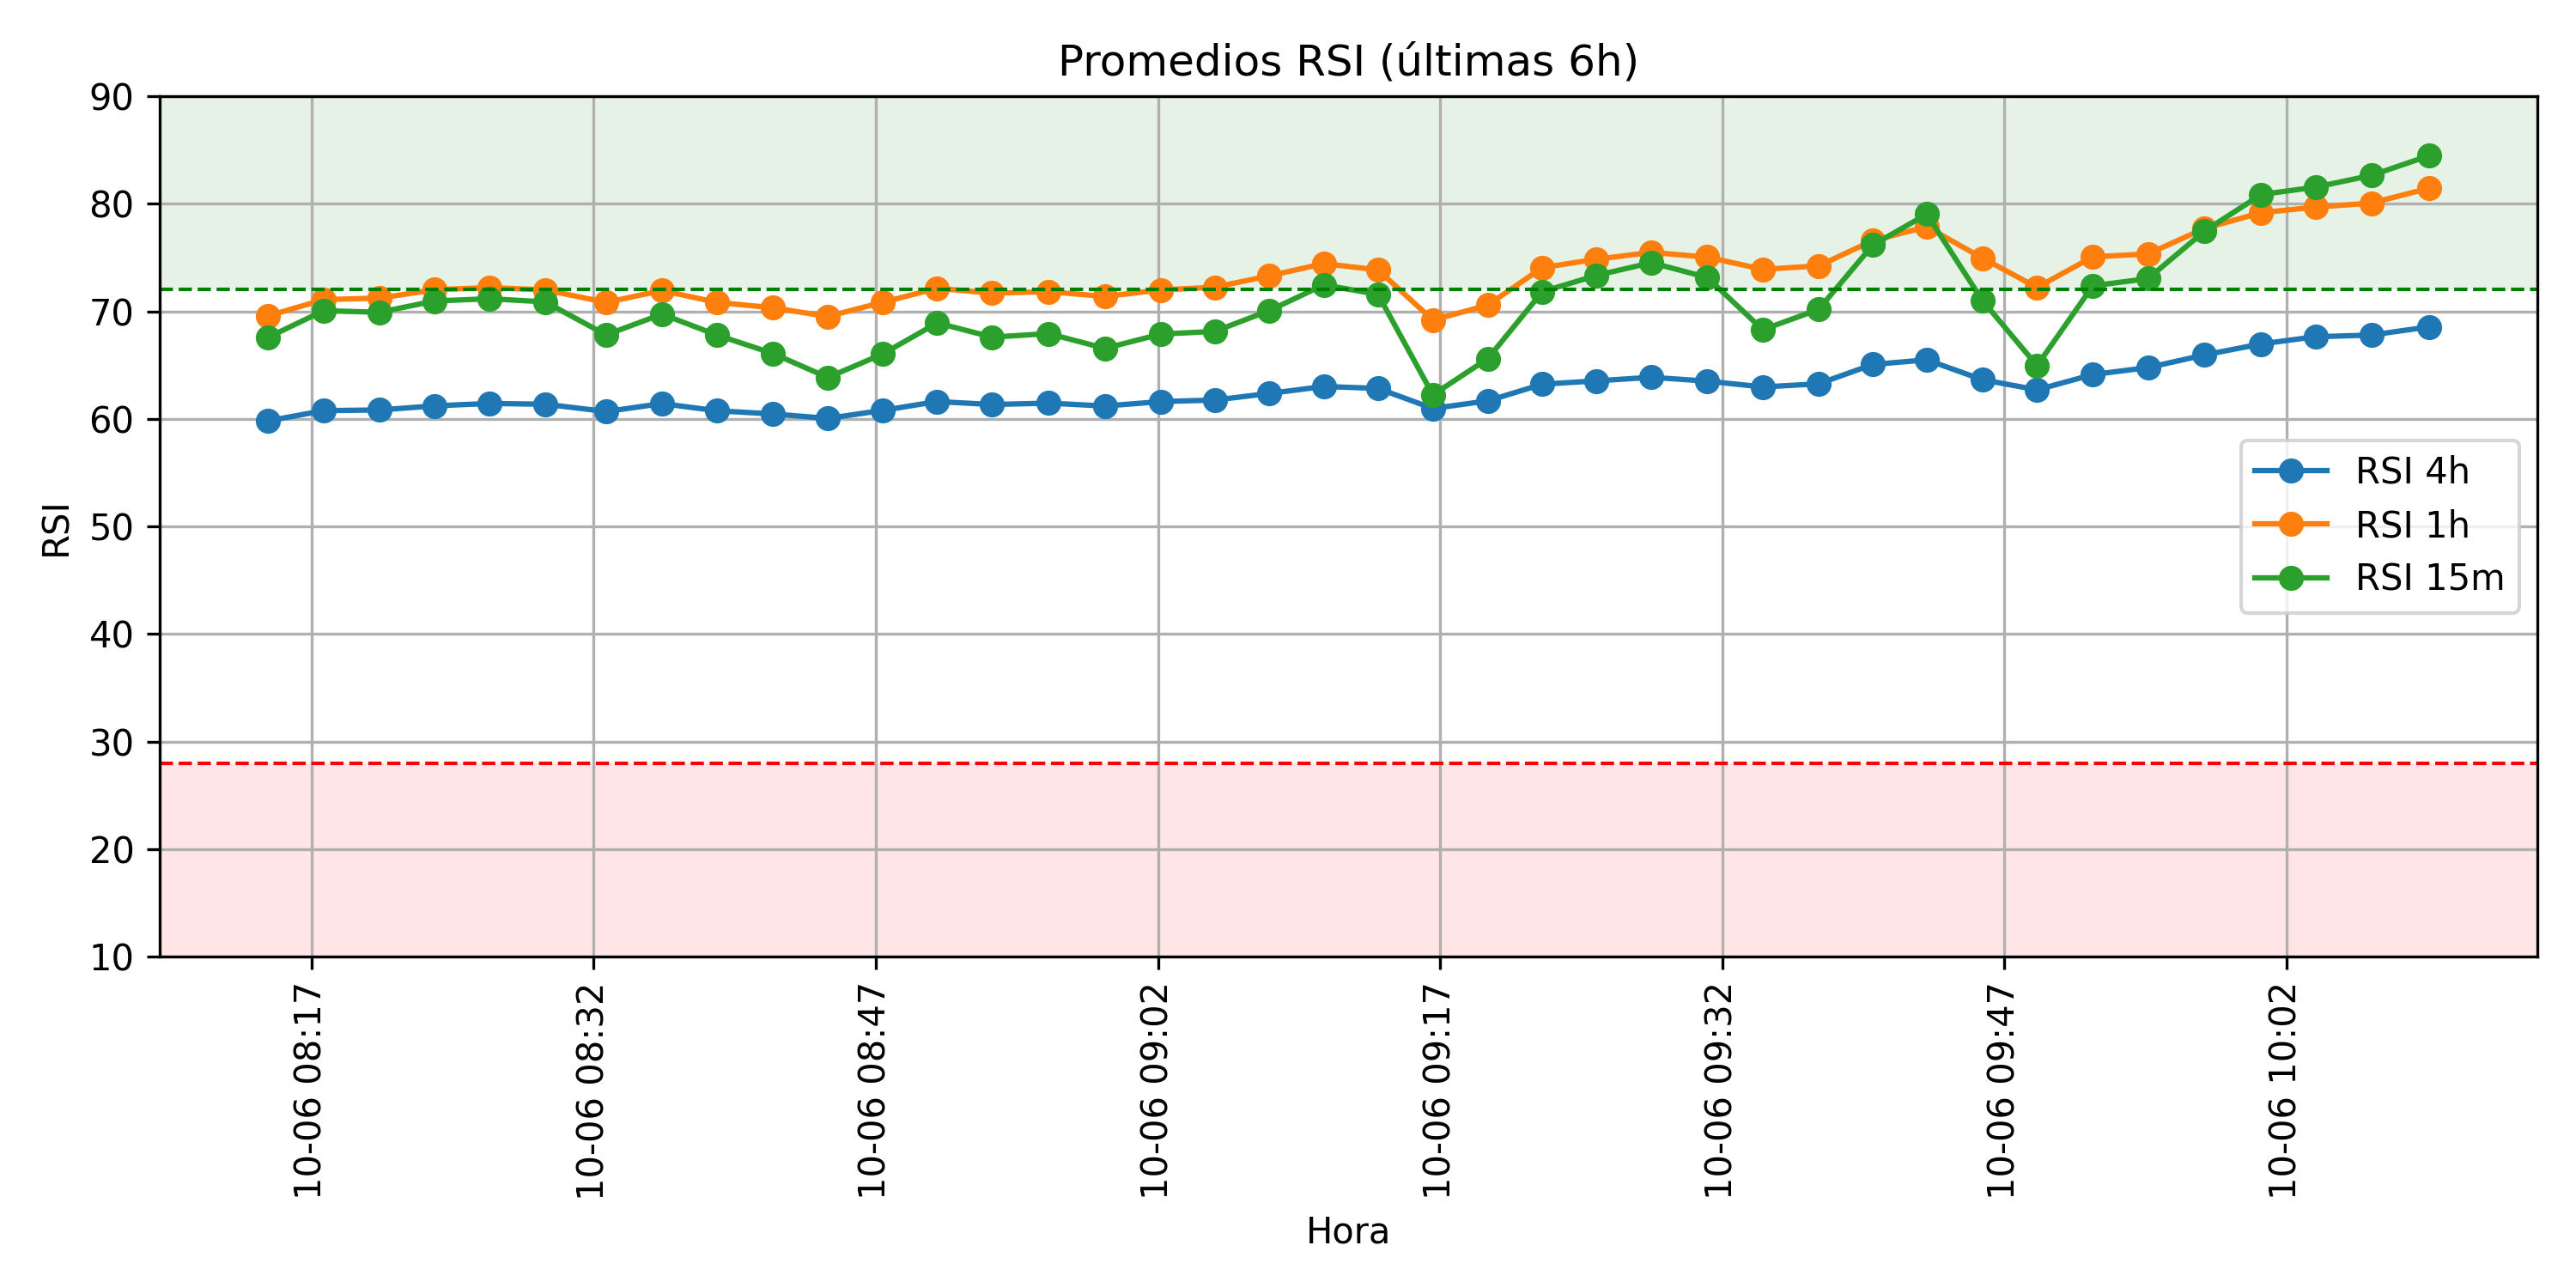 Promedios RSI (últimas 6h)
90
80
70
60
50
40
30
20
10
RSI
RSI 4h
RSI 1h
RSI 15m
10-06 08:17
10-06 08:32
10-06 08:47
10-06 09:02
10-06 09:17
10-06 09:32
10-06 09:47
10-06 10:02
Hora